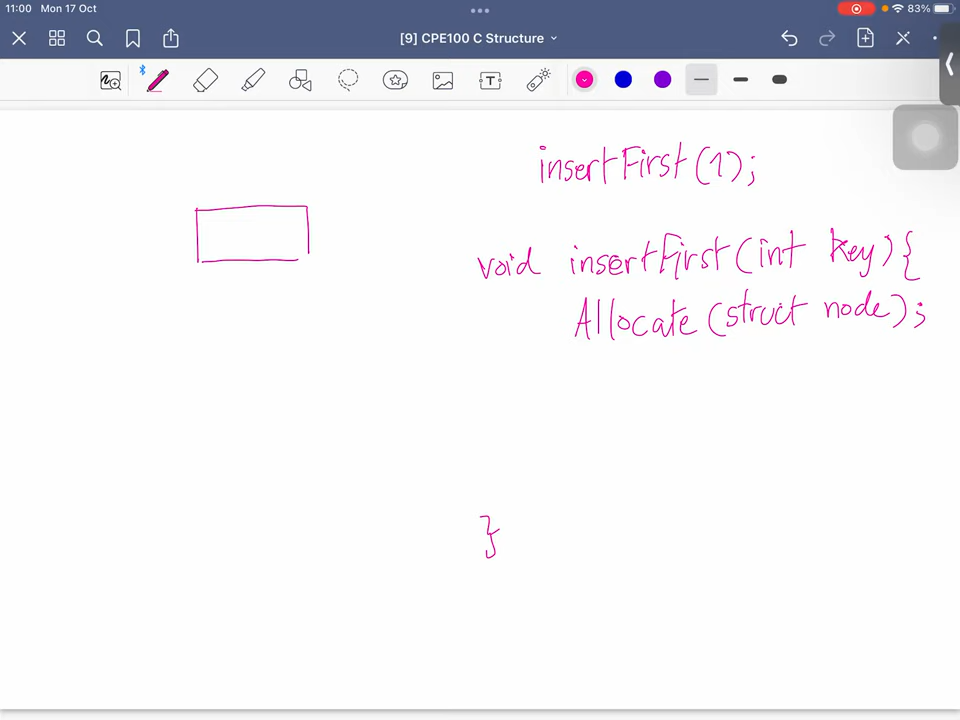 11:00 Mon 17 Oct
83%
[9] CPE100 C Structure
insertFirst(1);
void insertFirst(int key){
Allocate(struct node);
}